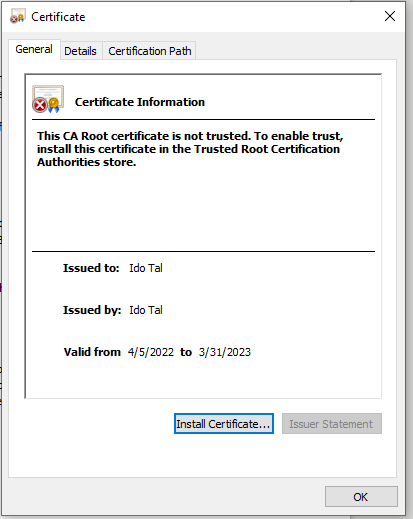 Certificate
General Details Certification Path
Certificate Information
This CA Root certificate is not trusted. To enable trust,
install this certificate in the Trusted Root Certification
Authorities store.
Issued to: Ido Tal
Issued by: Ido Tal
Valid from 4/5/2022 to 3/31/2023
Install Certificate... Issuer Statement
OK